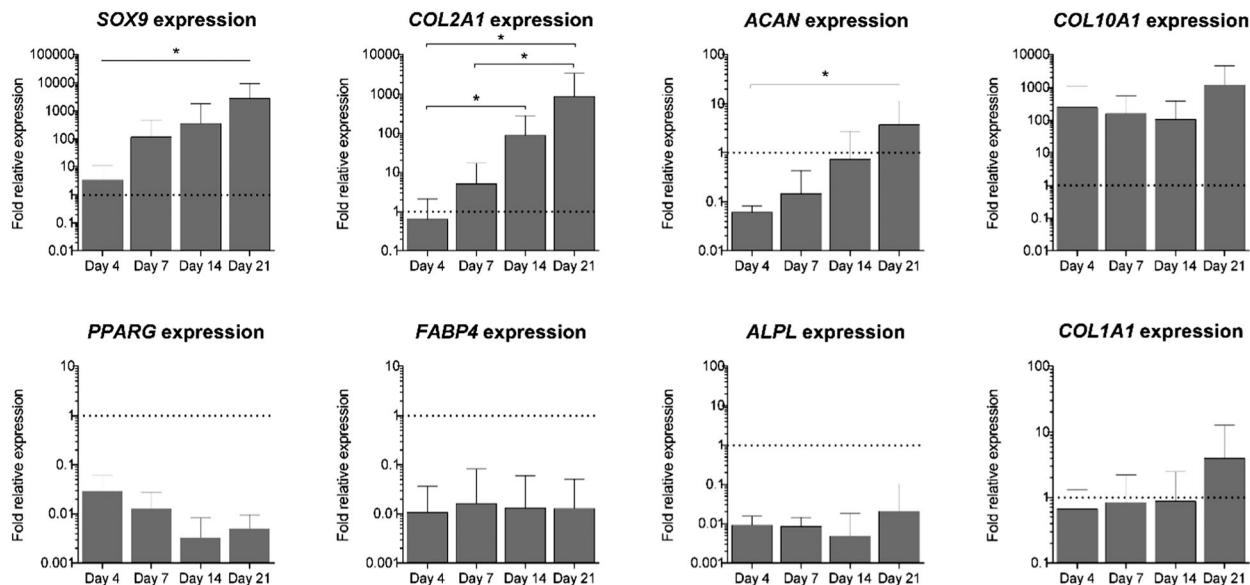 SOX9 expression
Fold relative expression
100000
10000
1000
100
10
1
0.1
0.01
*
Day 4 Day 7 Day 14 Day 21
COL2A1 expression
Fold relative expression
10000
1000
100
10
1
0.1
*
*
*
Day 4 Day 7 Day 14 Day 21
ACAN expression
Fold relative expression
100
10
1
0.1
0.01
*
Day 4 Day 7 Day 14 Day 21
COL10A1 expression
Fold relative expression
10000
1000
100
10
1
0.1
0.01
Day 4 Day 7 Day 14 Day 21
PPARG expression
Fold relative expression
10
1
0.1
0.01
0.001
Day 4 Day 7 Day 14 Day 21
FABP4 expression
Fold relative expression
10
1
0.1
0.01
0.001
Day 4 Day 7 Day 14 Day 21
ALPL expression
Fold relative expression
10
1
0.1
0.01
0.001
Day 4 Day 7 Day 14 Day 21
COL1A1 expression
Fold relative expression
100
10
1
0.1
Day 4 Day 7 Day 14 Day 21